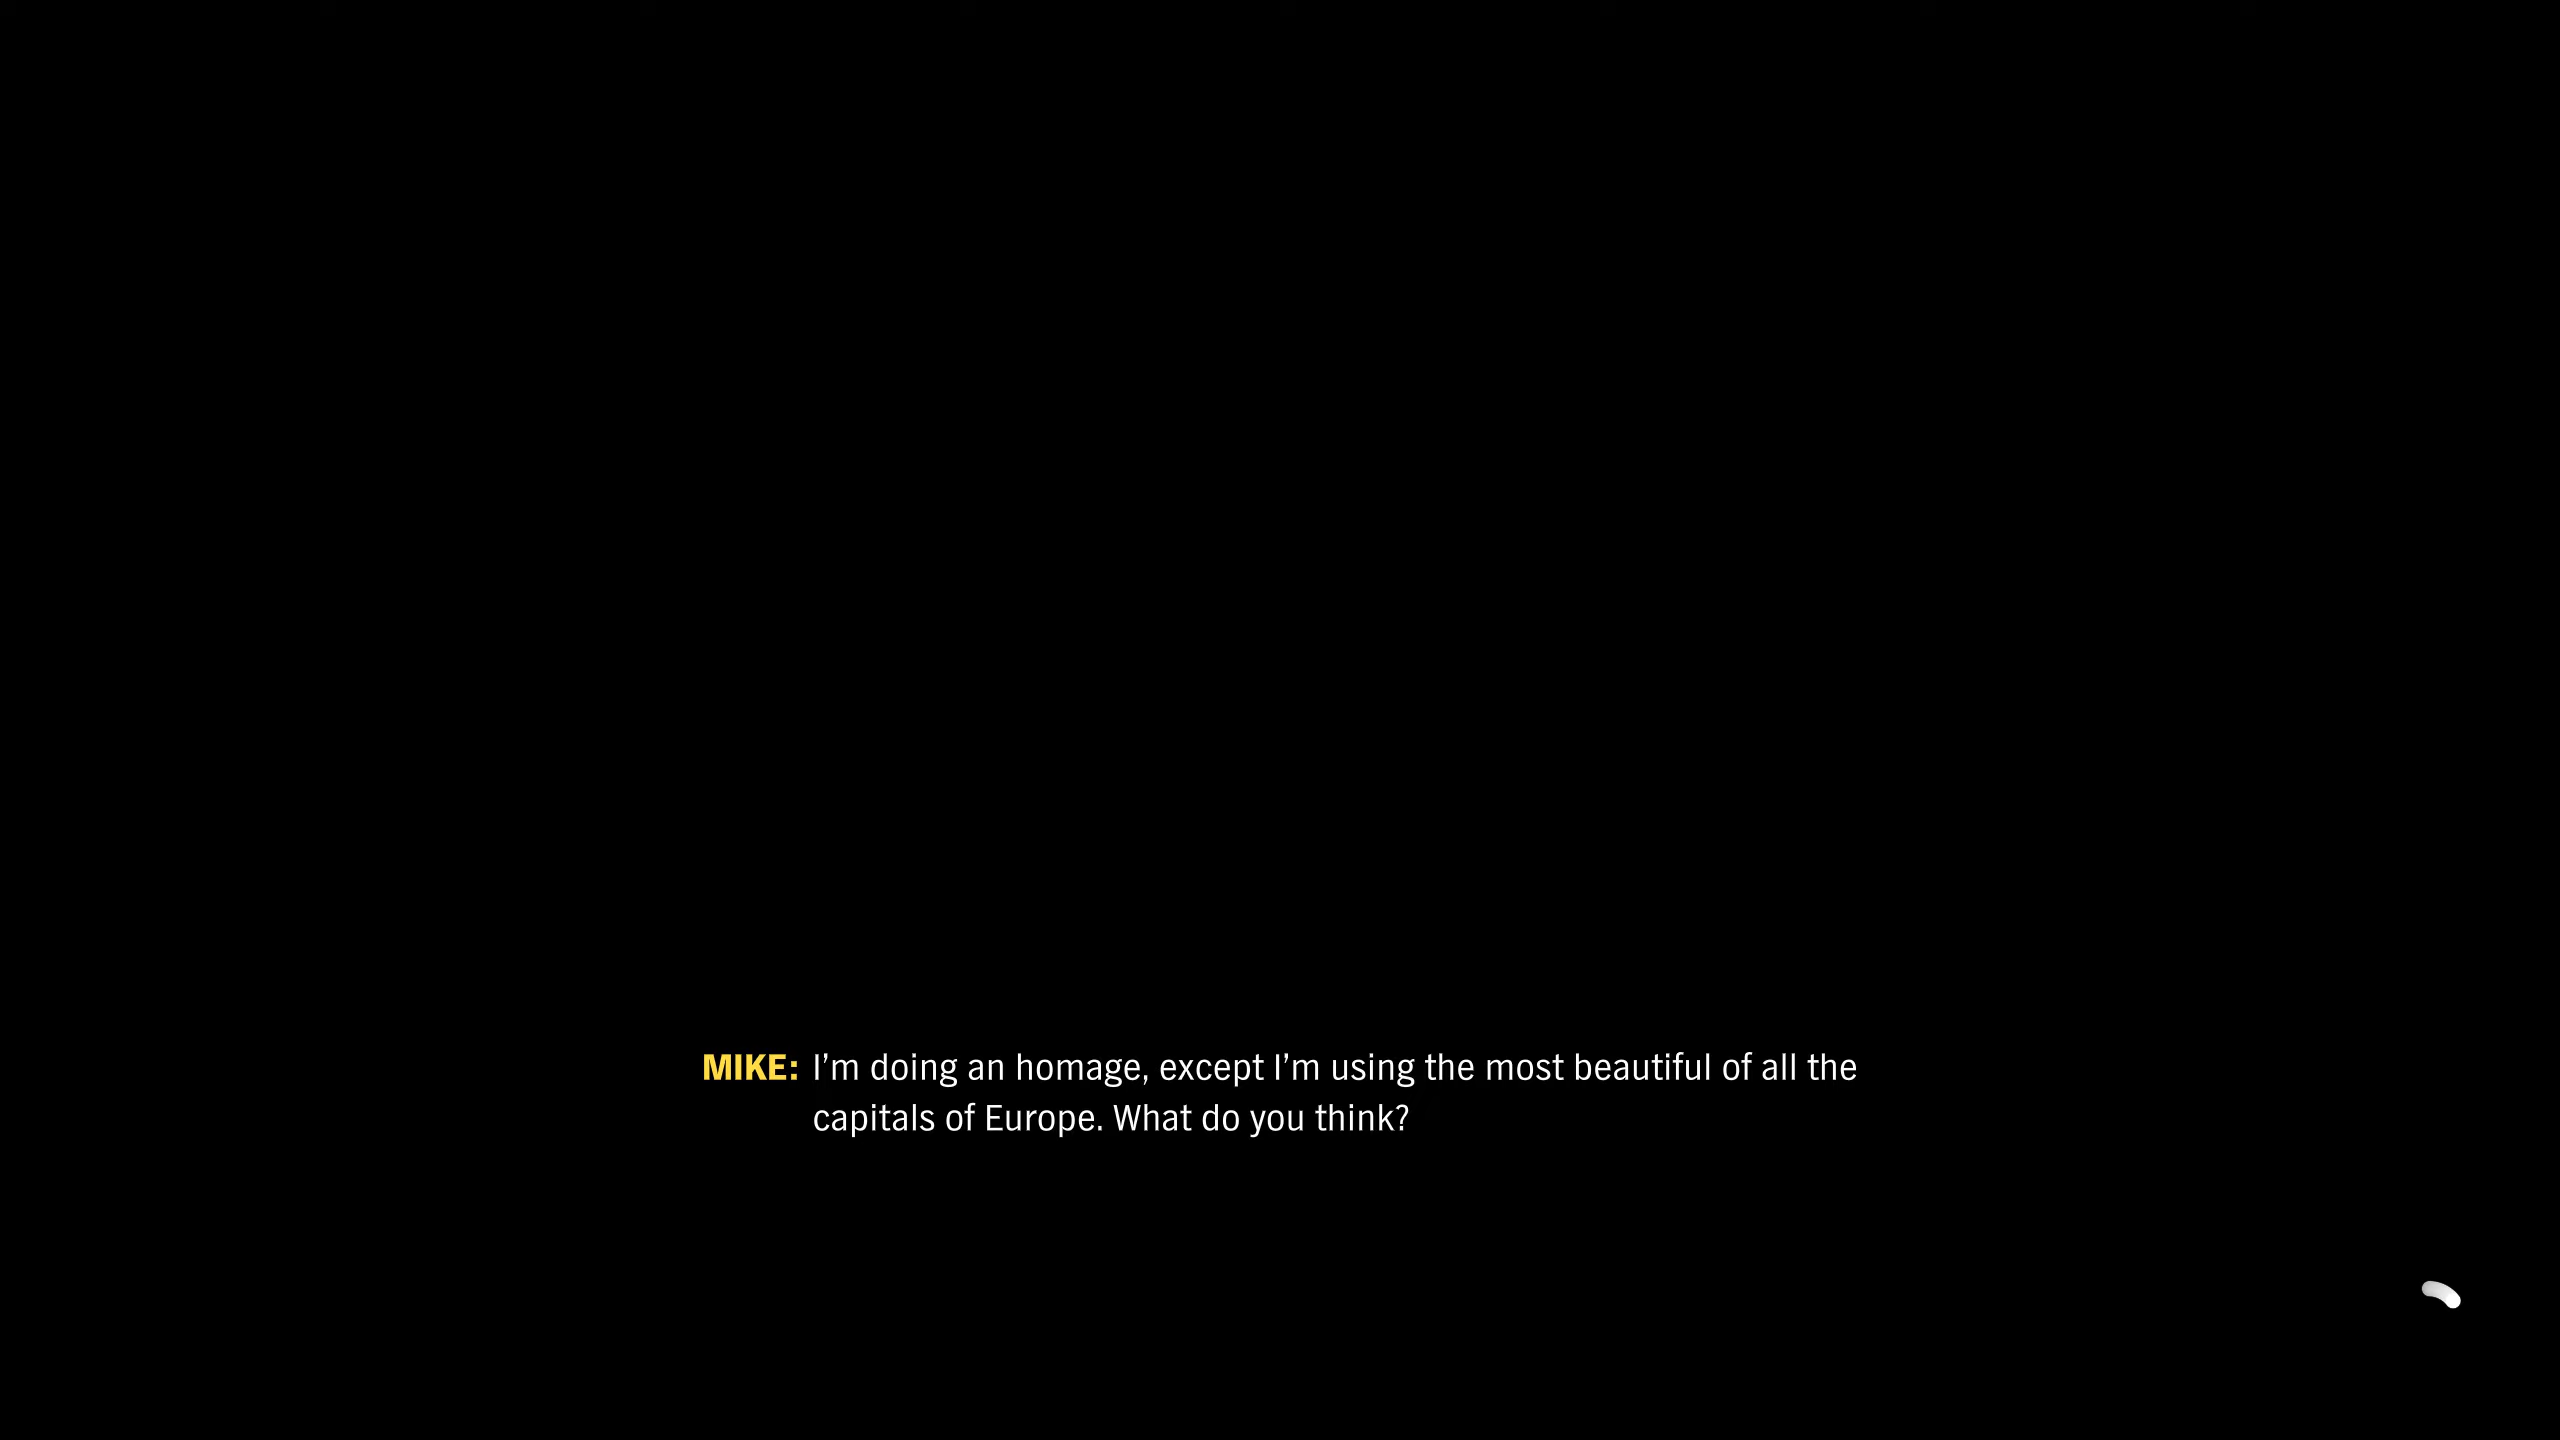 MIKE: I’m doing an homage, except I’m using the most beautiful of all the
capitals of Europe. What do you think?